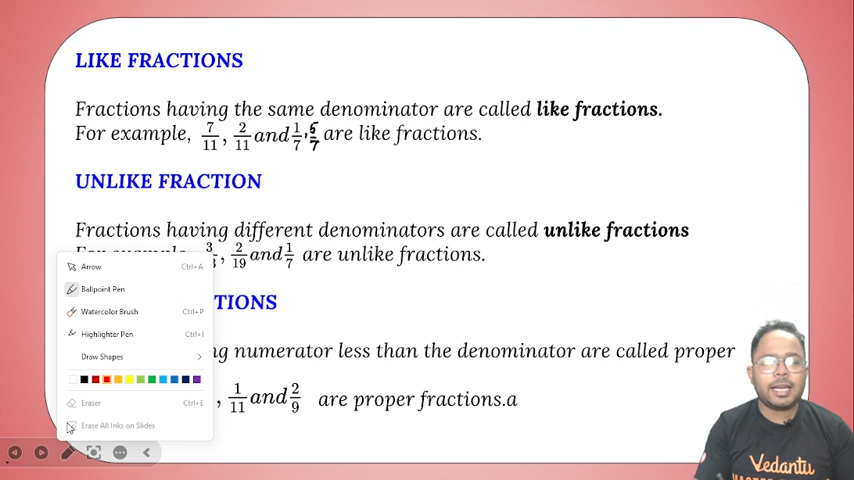 LIKE FRACTIONS
Fractions having the same denominator are called like fractions.
For example, 7/11, 2/11 and 1/7, 5/7 are like fractions.
UNLIKE FRACTION
Fractions having different denominators are called unlike fractions
2/19 and 1/7 are unlike fractions.
Arrow Ctrl+A
Ballpoint Pen
Watercolor Brush Ctrl+P
Highlighter Pen Ctrl+I
Draw Shapes
Eraser Ctrl+E
Erase All Inks on Slides
TIONS
ng numerator less than the denominator are called proper
, 1/11 and 2/9 are proper fractions.a
Vedantu